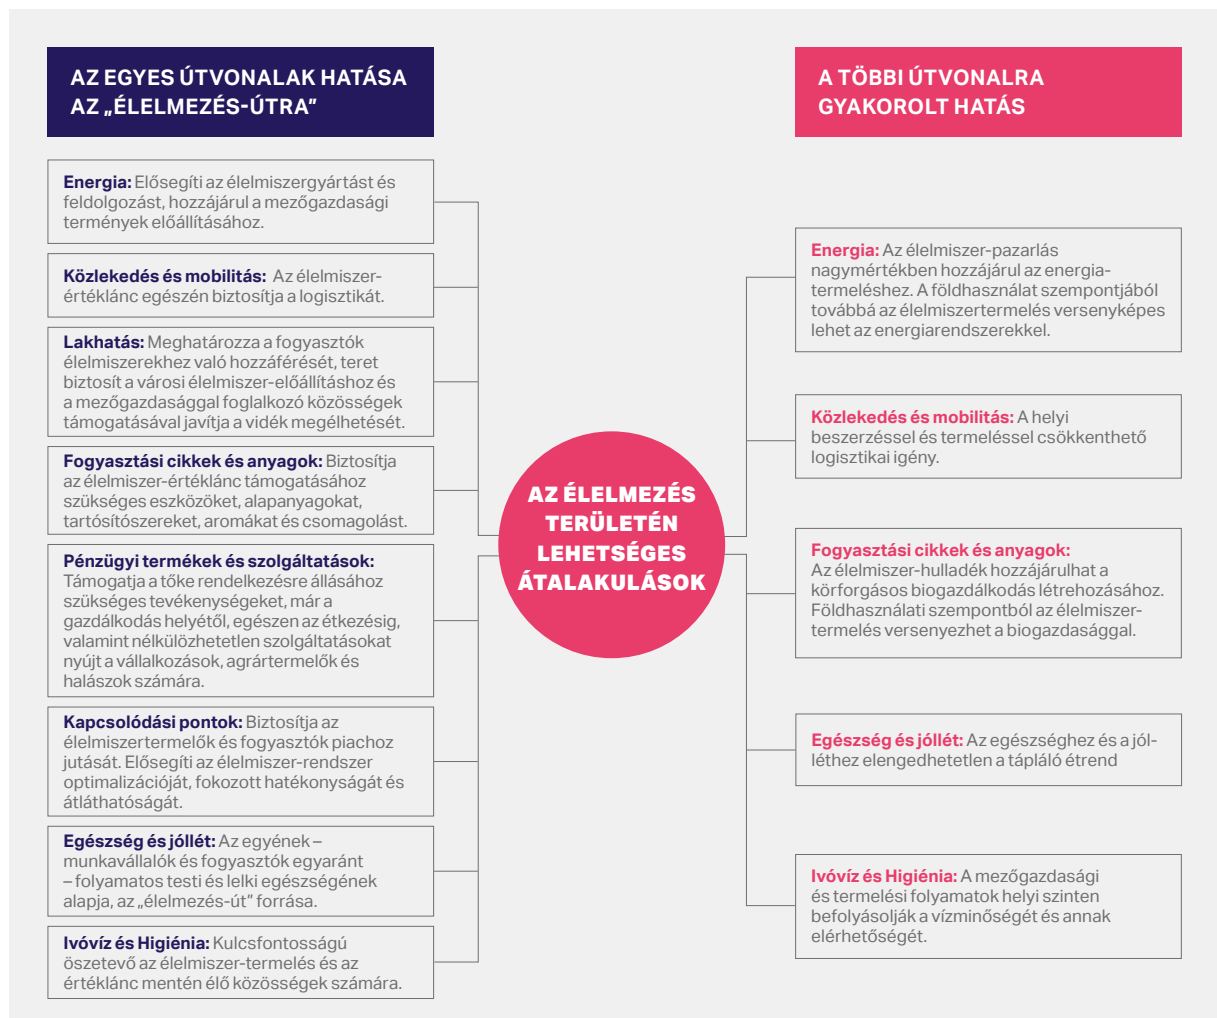 AZ EGYES ÚTVONALAK HATÁSA
AZ „ÉLELMEZÉS-ÚTRA”
Energia: Elősegíti az élelmiszergyártást és
feldolgozást, hozzájárul a mezőgazdasági
termények előállításához.
Közlekedés és mobilitás: Az élelmiszer-
értéklánc egészén biztosítja a logisztikát.
Lakhatás: Meghatározza a fogyasztók
élelmiszerekhez való hozzáférését, teret
biztosít a városi élelmiszer-előállításhoz és
a mezőgazdasággal foglalkozó közösségek
támogatásával javítja a vidék megélhetését.
Fogyasztási cikkek és anyagok: Biztosítja
az élelmiszer-értéklánc támogatásához
szükséges eszközöket, alapanyagokat,
tartósítószereket, aromákat és csomagolást.
Pénzügyi termékek és szolgáltatások:
Támogatja a tőke rendelkezésre állásához
szükséges tevékenységeket, már a
gazdálkodás helyétől, egészen az étkezésig,
valamint nélkülözhetetlen szolgáltatásokat
nyújt a vállalkozások, agrártermelők és
halászok számára.
Kapcsolódási pontok: Biztosítja az
élelmiszertermelők és fogyasztók piachoz
jutását. Elősegíti az élelmiszer-rendszer
optimalizációját, fokozott hatékonyságát és
átláthatóságát.
Egészség és jóllét: Az egyének –
munkavállalók és fogyasztók egyaránt
– folyamatos testi és lelki egészségének
alapja, az „élelmezés-út” forrása.
Ivóvíz és Higiénia: Kulcsfontosságú
öszetevő az élelmiszer-termelés és az
értéklánc mentén élő közösségek számára.
AZ ÉLELMEZÉS
TERÜLETÉN
LEHETSÉGES
ÁTALAKULÁSOK
A TÖBBI ÚTVONALRA
GYAKOROLT HATÁS
Energia: Az élelmiszer-pazarlás
nagymértékben hozzájárul az energia-
termeléshez. A földhasználat szempontjából
továbbá az élelmiszertermelés versenyképes
lehet az energiarendszerekkel.
Közlekedés és mobilitás: A helyi
beszerzéssel és termeléssel csökkenthető
logisztikai igény.
Fogyasztási cikkek és anyagok:
Az élelmiszer-hulladék hozzájárulhat a
körforgásos biogazdálkodás létrehozásához.
Földhasználati szempontból az élelmiszer-
termelés versenyezhet a biogazdasággal.
Egészség és jóllét: Az egészséghez és a jól-
léthez elengedhetetlen a tápláló étrend
Ivóvíz és Higiénia: A mezőgazdasági
és termelési folyamatok helyi szinten
befolyásolják a vízminőségét és annak
elérhetőségét.